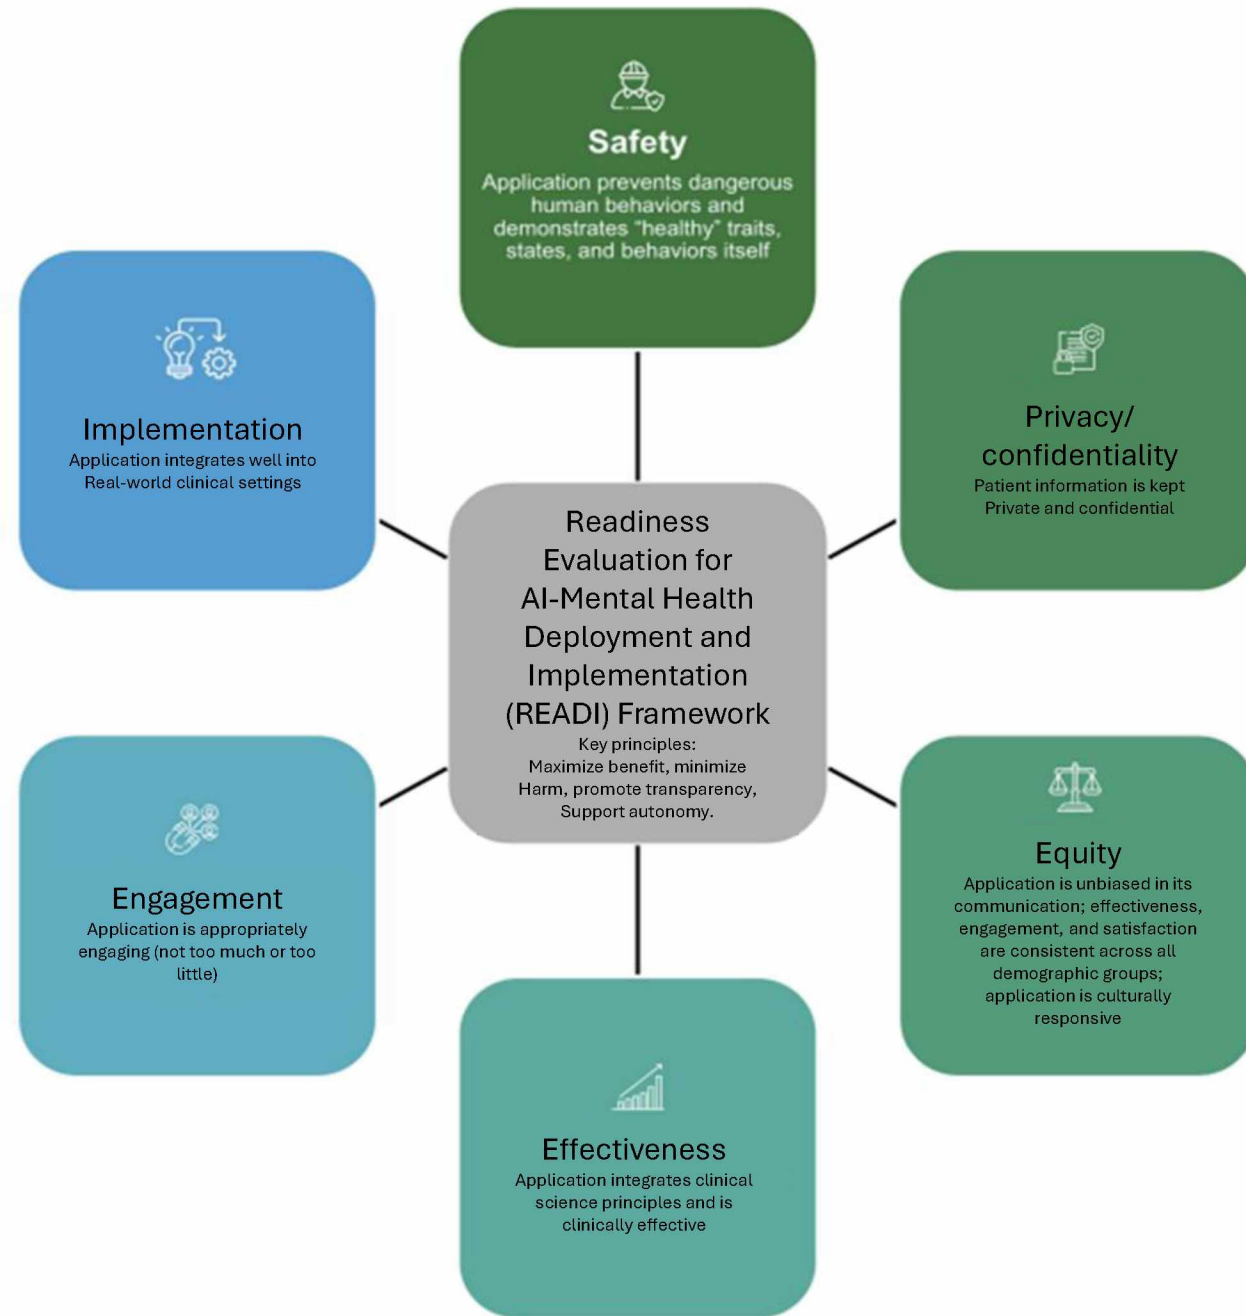 Safety
Application prevents dangerous
human behaviors and
demonstrates “healthy” traits,
states, and behaviors itself
Implementation
Application integrates well into
Real-world clinical settings
Privacy/
confidentiality
Patient information is kept
Private and confidential
Readiness
Evaluation for
AI-Mental Health
Deployment and
Implementation
(READI) Framework
Key principles:
Maximize benefit, minimize
Harm, promote transparency,
Support autonomy.
Engagement
Application is appropriately
engaging (not too much or too
little)
Equity
Application is unbiased in its
communication; effectiveness,
engagement, and satisfaction
are consistent across all
demographic groups;
application is culturally
responsive
Effectiveness
Application integrates clinical
science principles and is
clinically effective